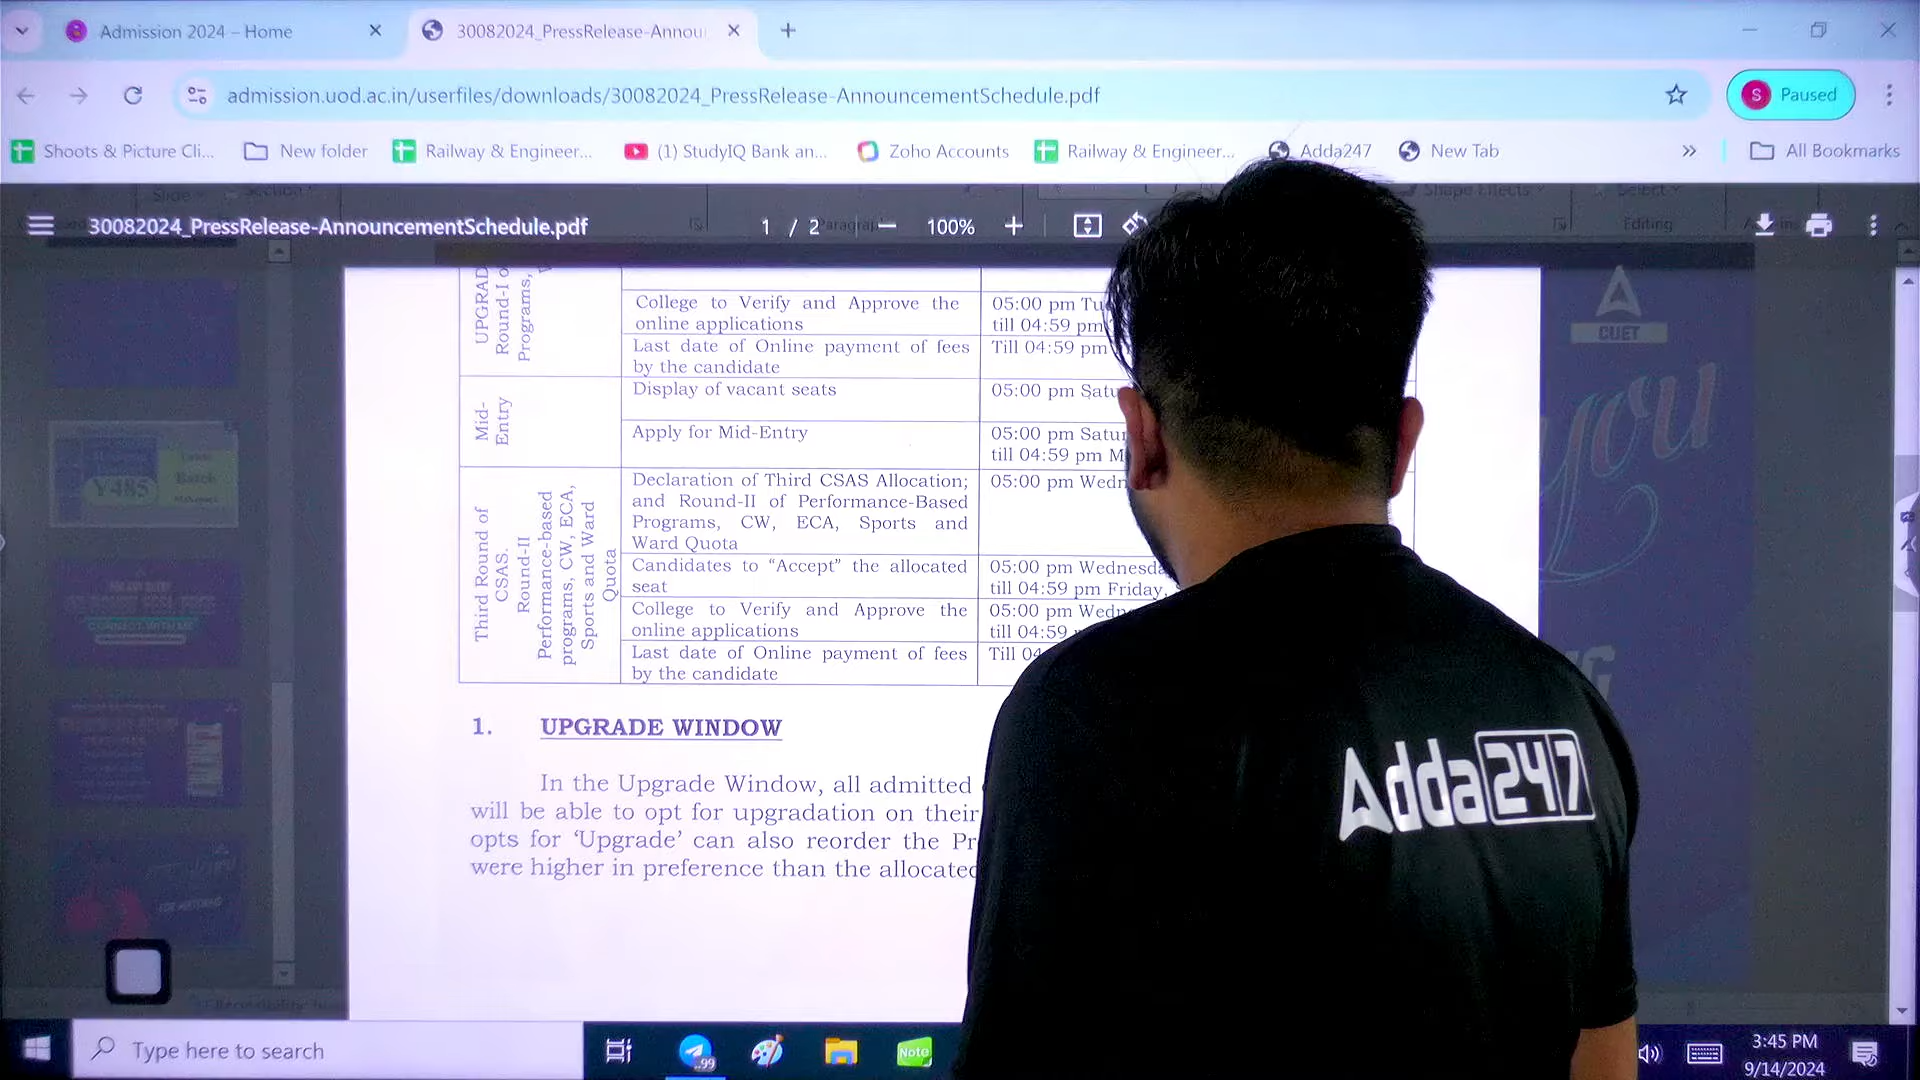 Admission 2024 – Home
30082024_PressRelease-Annou
admission.uod.ac.in/userfiles/downloads/30082024_PressRelease-AnnouncementSchedule.pdf
S Paused
Shoots & Picture Cli...
New folder
Railway & Engineer...
(1) StudyIQ Bank an...
Zoho Accounts
Railway & Engineer...
Adda247
New Tab
All Bookmarks
Shape Effects
Select
30082024_PressRelease-AnnouncementSchedule.pdf
1 / 2
100%
Editing
CUET
you
UPGRAD
Round-I o
Programs,
College to Verify and Approve the
online applications
05:00 pm Tu
till 04:59 pm
Last date of Online payment of fees
by the candidate
Till 04:59 pm
Mid-
Entry
Display of vacant seats
05:00 pm Satu
Apply for Mid-Entry
05:00 pm Satur
till 04:59 pm M
Third Round of
CSAS.
Round-II
Performance-based
programs, CW, ECA,
Sports and Ward
Quota
Declaration of Third CSAS Allocation;
and Round-II of Performance-Based
Programs, CW, ECA, Sports and
Ward Quota
05:00 pm Wedn
Candidates to “Accept” the allocated
seat
05:00 pm Wednesda
till 04:59 pm Friday,
College to Verify and Approve the
online applications
05:00 pm Wedn
till 04:59
Last date of Online payment of fees
by the candidate
Till 04
1. UPGRADE WINDOW
In the Upgrade Window, all admitted
will be able to opt for upgradation on their
opts for ‘Upgrade’ can also reorder the Pr
were higher in preference than the allocated
Y485
Batch
Adda247
Type here to search
99
Note
3:45 PM
9/14/2024